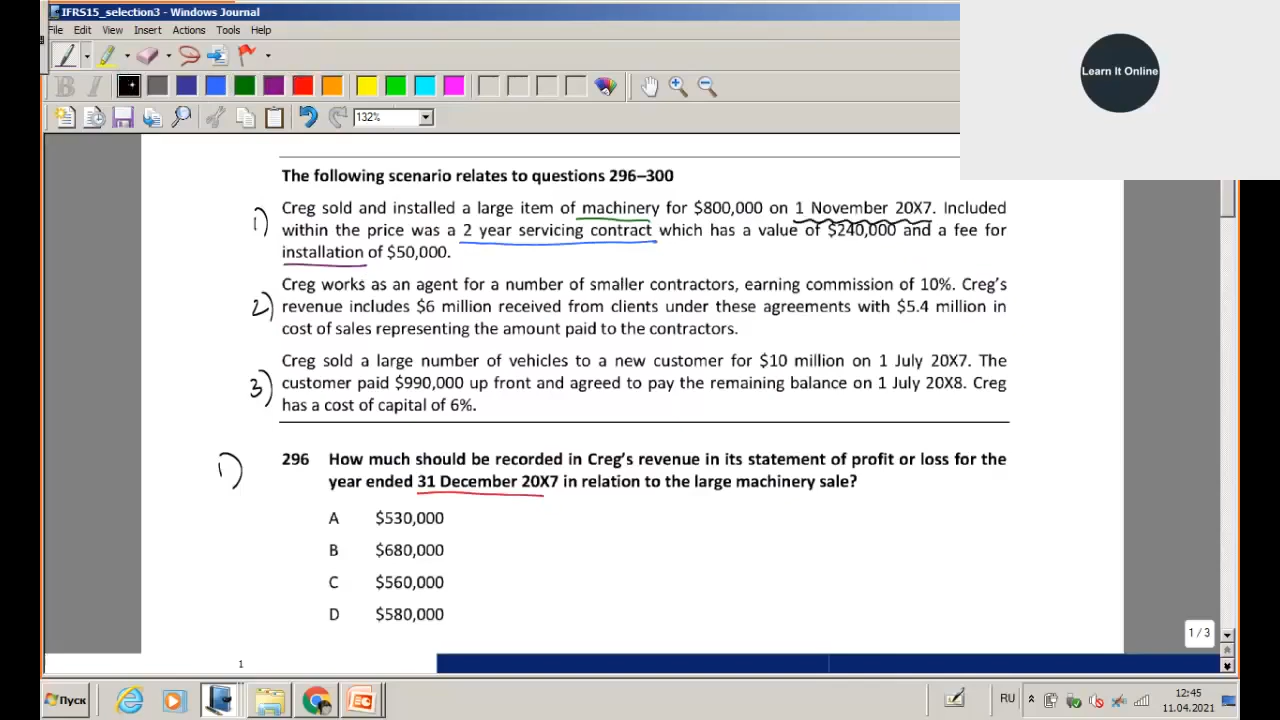 IFRS15_selection3 - Windows Journal
File Edit View Insert Actions Tools Help
B I
132%
Learn It Online
The following scenario relates to questions 296–300
1) Creg sold and installed a large item of machinery for $800,000 on 1 November 20X7. Included
within the price was a 2 year servicing contract which has a value of $240,000 and a fee for
installation of $50,000.
Creg works as an agent for a number of smaller contractors, earning commission of 10%. Creg's
2) revenue includes $6 million received from clients under these agreements with $5.4 million in
cost of sales representing the amount paid to the contractors.
Creg sold a large number of vehicles to a new customer for $10 million on 1 July 20X7. The
3) customer paid $990,000 up front and agreed to pay the remaining balance on 1 July 20X8. Creg
has a cost of capital of 6%.
1) 296 How much should be recorded in Creg's revenue in its statement of profit or loss for the
year ended 31 December 20X7 in relation to the large machinery sale?
A $530,000
B $680,000
C $560,000
D $580,000
1 / 3
1
Пуск
RU
12:45
11.04.2021